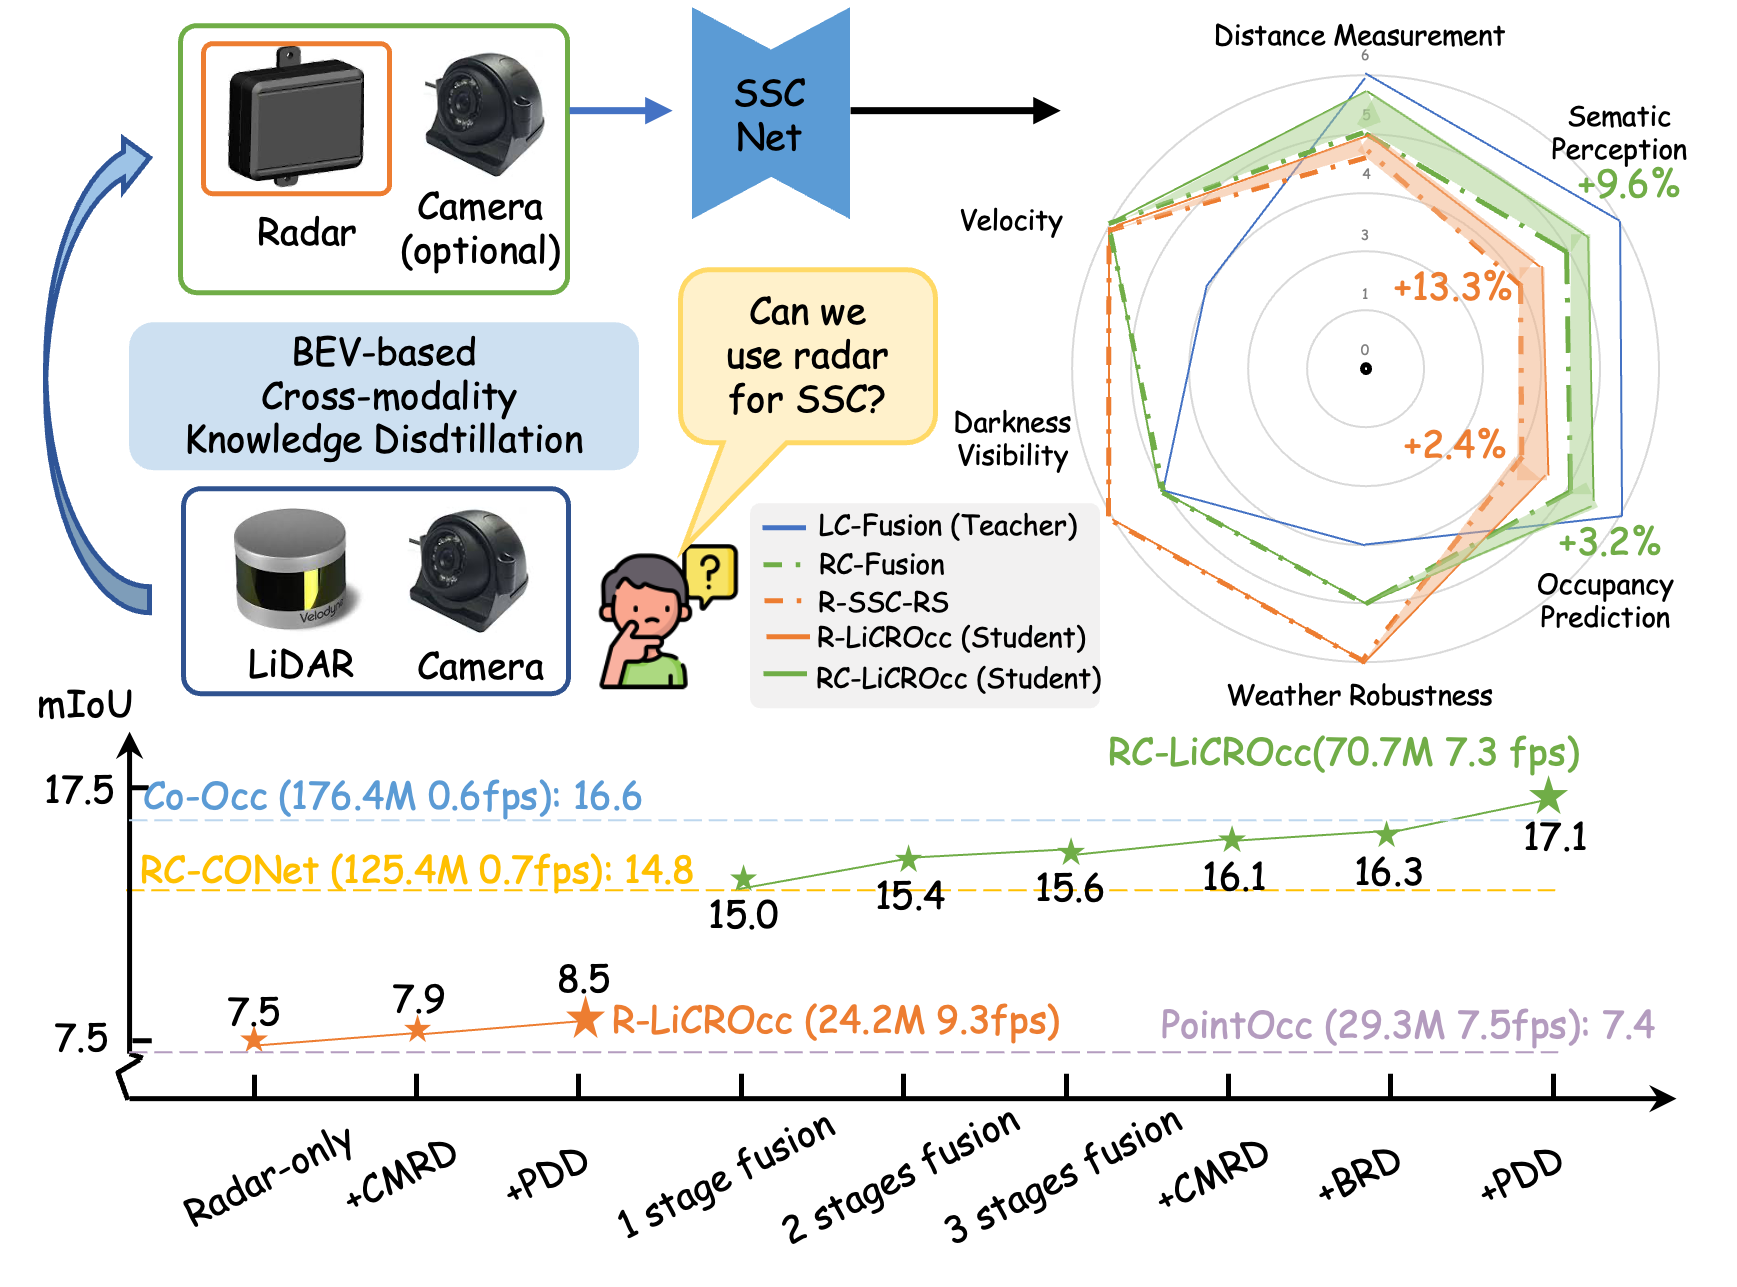 Radar
Camera
(optional)
SSC
Net
BEV-based
Cross-modality
Knowledge Disdtillation
Can we
use radar
for SSC?
?
Velodyne
LiDAR
Camera
LC-Fusion (Teacher)
RC-Fusion
R-SSC-RS
R-LiCROcc (Student)
RC-LiCROcc (Student)
Distance Measurement
6
5
4
3
1
0
Sematic
Perception
+9.6%
+13.3%
+2.4%
+3.2%
Occupancy
Prediction
Weather Robustness
Darkness
Visibility
Velocity
mIoU
17.5
7.5
Co-Occ (176.4M 0.6fps): 16.6
RC-CONet (125.4M 0.7fps): 14.8
RC-LiCROcc(70.7M 7.3 fps)
15.0
15.4
15.6
16.1
16.3
17.1
7.5
7.9
8.5
R-LiCROcc (24.2M 9.3fps)
PointOcc (29.3M 7.5fps): 7.4
Radar-only
+CMRD
+PDD
1 stage fusion
2 stages fusion
3 stages fusion
+CMRD
+BRD
+PDD